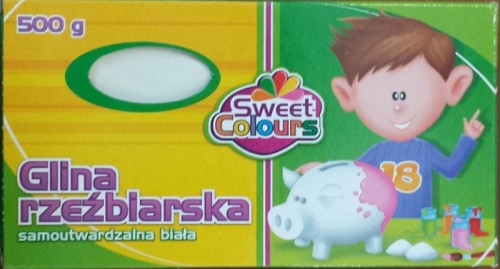 500 g
Sweet
Colours
18
Glina
rzeźbiarska
samoutwardzalna biała